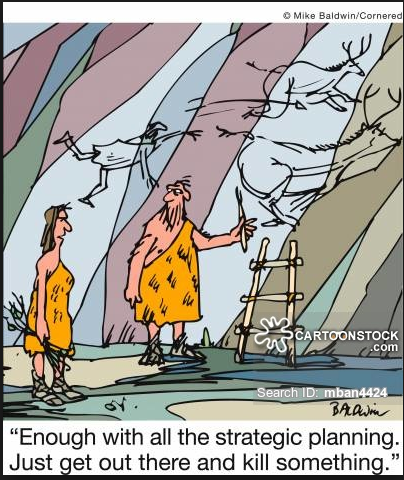 © Mike Baldwin/Cornered
CARTOONSTOCK
.com
Search ID: mban4424
BALDWIN
“Enough with all the strategic planning.
Just get out there and kill something.”